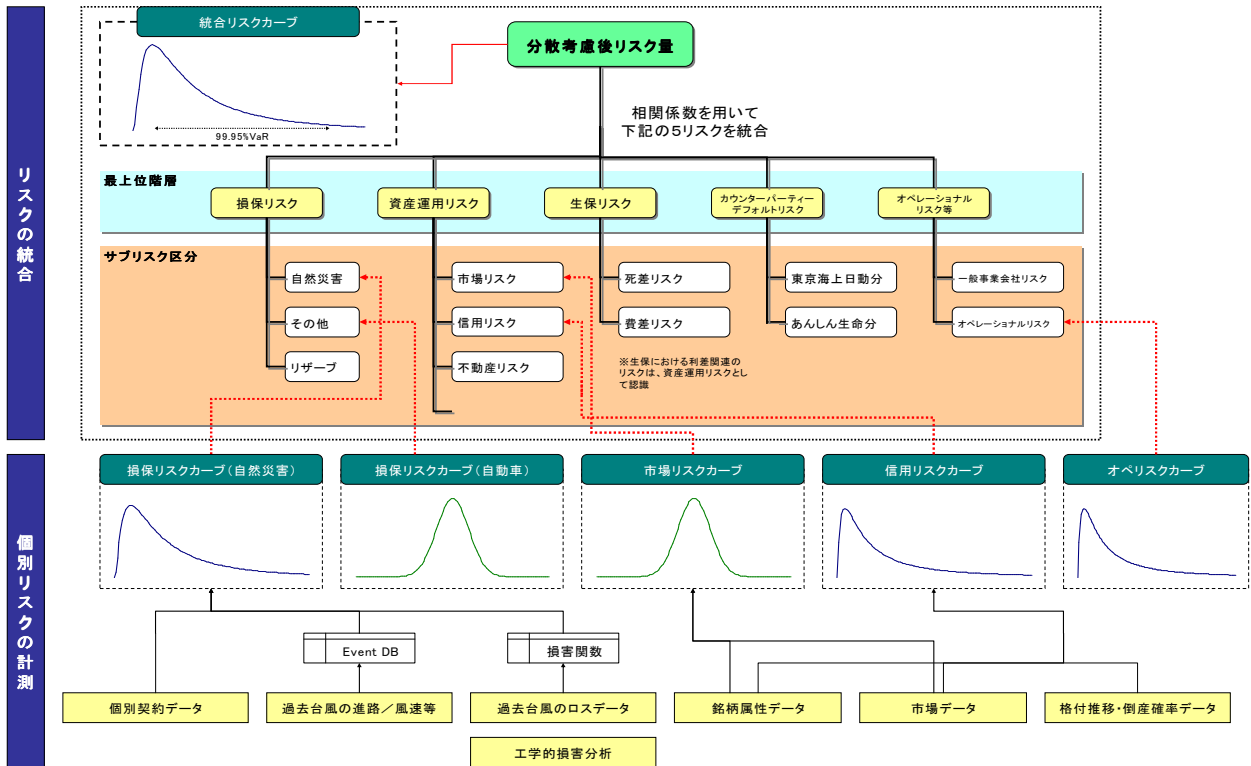 リスクの統合
統合リスクカーブ
99.95%VaR
分散考慮後リスク量
相関係数を用いて
下記の5リスクを統合
最上位階層
損保リスク
資産運用リスク
生保リスク
カウンターパーティー
デフォルトリスク
オペレーショナル
リスク等
サブリスク区分
自然災害
その他
リザーブ
市場リスク
信用リスク
不動産リスク
死差リスク
費差リスク
※生保における利差関連の
リスクは、資産運用リスクとし
て認識
東京海上日動分
あんしん生命分
一般事業会社リスク
オペレーショナルリスク
個別リスクの計測
損保リスクカーブ(自然災害)
損保リスクカーブ(自動車)
市場リスクカーブ
信用リスクカーブ
オペリスクカーブ
Event DB
損害関数
個別契約データ
過去台風の進路/風速等
過去台風のロスデータ
銘柄属性データ
市場データ
格付推移・倒産確率データ
工学的損害分析